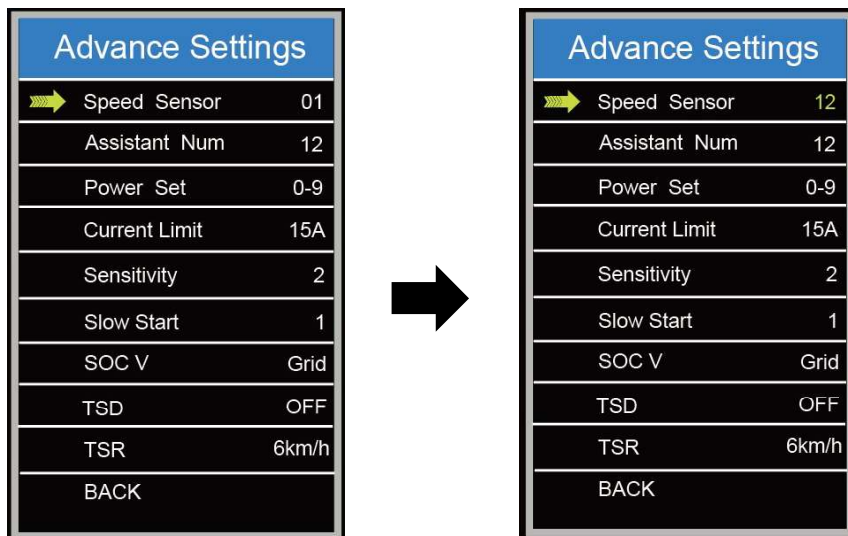 Advance Settings
Speed Sensor 01
Assistant Num 12
Power Set 0-9
Current Limit 15A
Sensitivity 2
Slow Start 1
SOC V Grid
TSD OFF
TSR 6km/h
BACK
Advance Settings
Speed Sensor 12
Assistant Num 12
Power Set 0-9
Current Limit 15A
Sensitivity 2
Slow Start 1
SOC V Grid
TSD OFF
TSR 6km/h
BACK